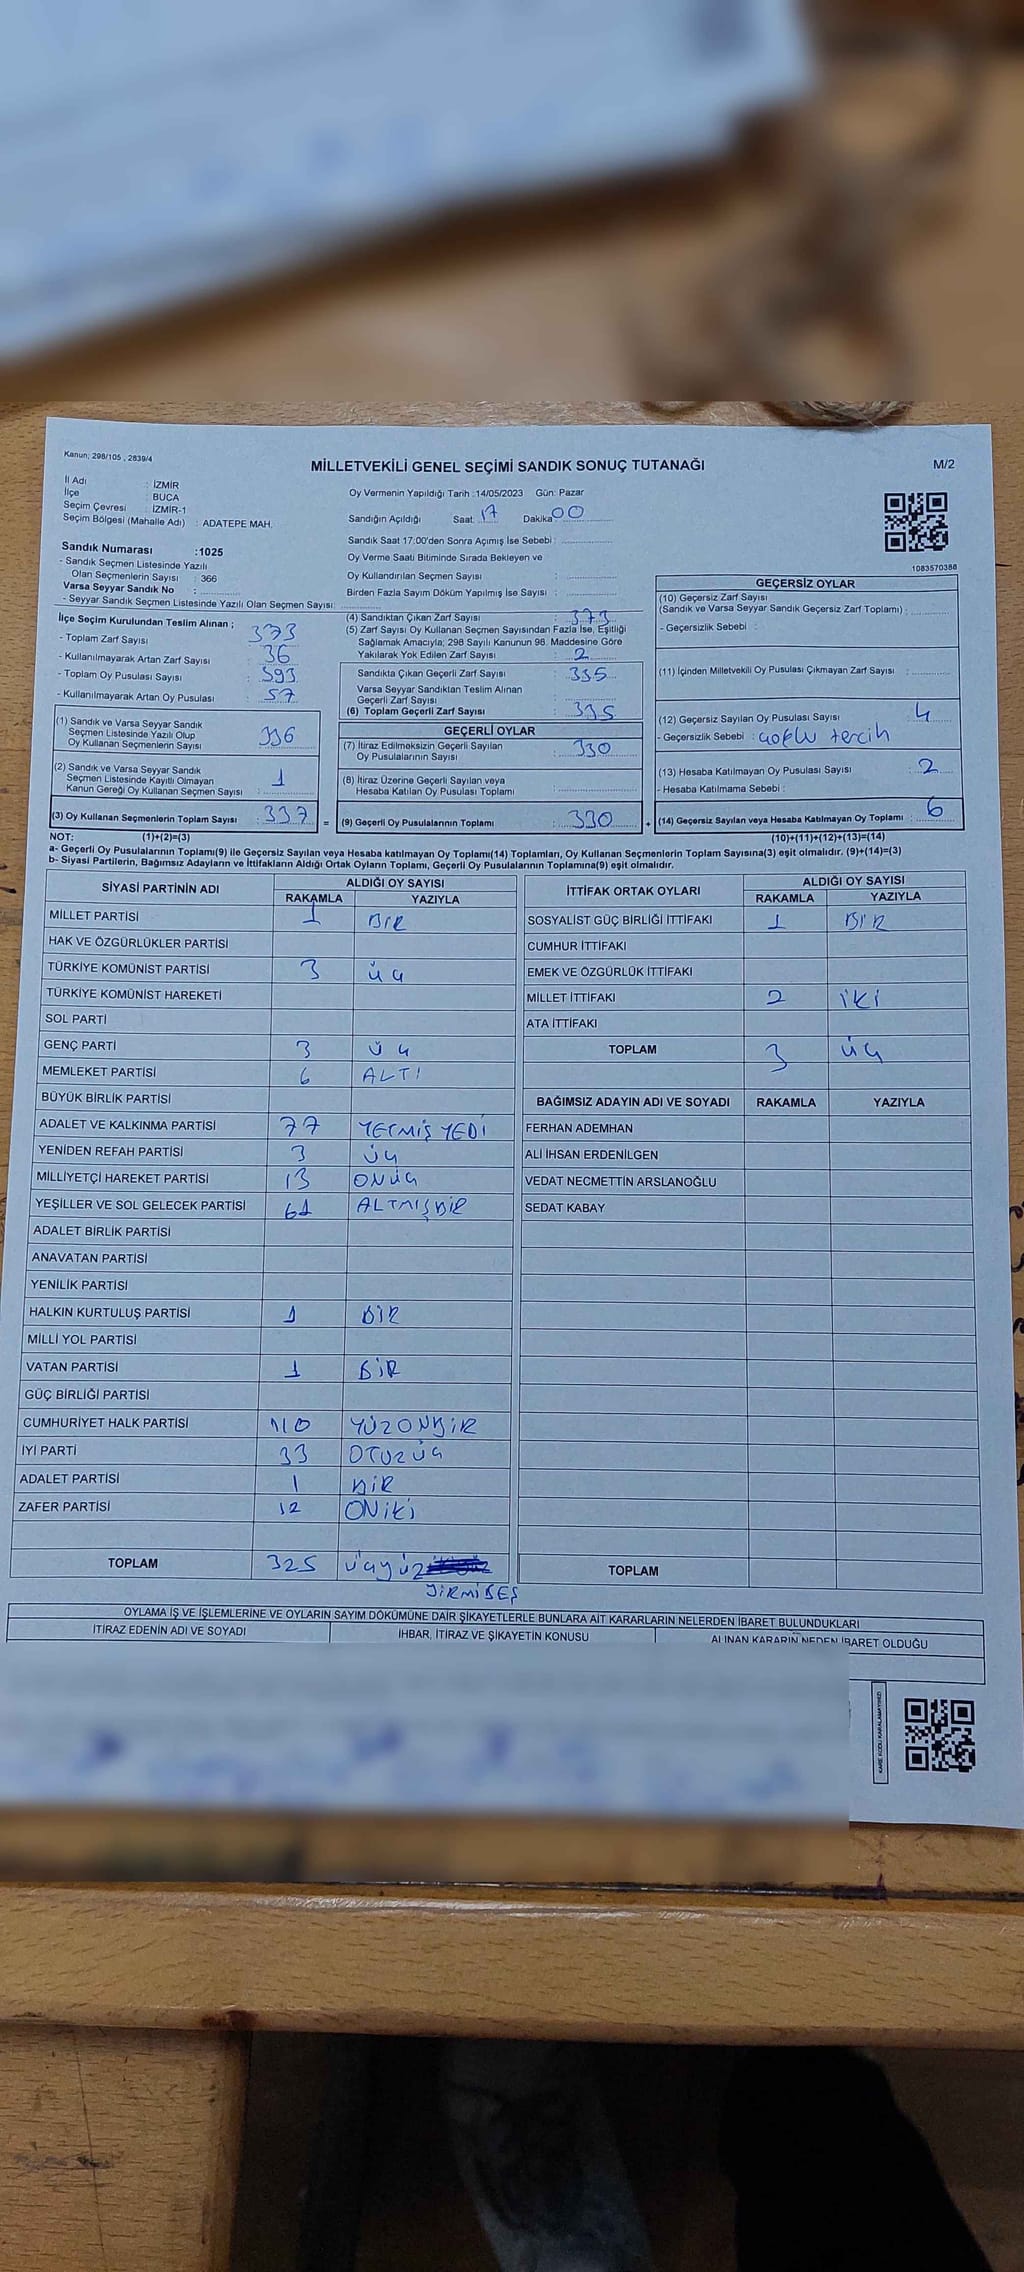 Kanun; 298/105 , 2839/4
MİLLETVEKİLİ GENEL SEÇİMİ SANDIK SONUÇ TUTANAĞI
M/2
İl Adı : İZMİR
İlçe : BUCA
Seçim Çevresi : İZMİR-1
Seçim Bölgesi (Mahalle Adı) : ADATEPE MAH.
Oy Vermenin Yapıldığı Tarih :14/05/2023 Gün: Pazar
Sandığın Açıldığı Saat: 17 Dakika: 00
Sandık Saat 17:00'den Sonra Açımış İse Sebebi :
Oy Verme Saati Bitiminde Sırada Bekleyen ve
Oy Kullandırılan Seçmen Sayısı :
Birden Fazla Sayım Döküm Yapılmış İse Sayısı :
1083570388
Sandık Numarası :1025
- Sandık Seçmen Listesinde Yazılı
Olan Seçmenlerin Sayısı : 366
Varsa Seyyar Sandık No :
- Seyyar Sandık Seçmen Listesinde Yazılı Olan Seçmen Sayısı:
İlçe Seçim Kurulundan Teslim Alınan ;
- Toplam Zarf Sayısı : 373
- Kullanılmayarak Artan Zarf Sayısı : 36
- Toplam Oy Pusulası Sayısı : 393
- Kullanılmayarak Artan Oy Pusulası : 57
(1) Sandık ve Varsa Seyyar Sandık
Seçmen Listesinde Yazılı Olup
Oy Kullanan Seçmenlerin Sayısı : 336
(2) Sandık ve Varsa Seyyar Sandık
Seçmen Listesinde Kayıtlı Olmayan
Kanun Gereği Oy Kullanan Seçmen Sayısı : 1
(3) Oy Kullanan Seçmenlerin Toplam Sayısı : 337 =
(4) Sandıktan Çıkan Zarf Sayısı : 373
(5) Zarf Sayısı Oy Kullanan Seçmen Sayısından Fazla İse, Eşitliği
Sağlamak Amacıyla; 298 Sayılı Kanunun 98. Maddesine Göre
Yakılarak Yok Edilen Zarf Sayısı : 2
Sandıkta Çıkan Geçerli Zarf Sayısı : 335
Varsa Seyyar Sandıktan Teslim Alınan
Geçerli Zarf Sayısı :
(6) Toplam Geçerli Zarf Sayısı : 335
GEÇERLİ OYLAR
(7) İtiraz Edilmeksizin Geçerli Sayılan
Oy Pusulalarının Sayısı : 330
(8) İtiraz Üzerine Geçerli Sayılan veya
Hesaba Katılan Oy Pusulası Toplamı :
(9) Geçerli Oy Pusulalarının Toplamı : 330 +
GEÇERSİZ OYLAR
(10) Geçersiz Zarf Sayısı
(Sandık ve Varsa Seyyar Sandık Geçersiz Zarf Toplamı) :
- Geçersizlik Sebebi :
(11) İçinden Milletvekili Oy Pusulası Çıkmayan Zarf Sayısı :
(12) Geçersiz Sayılan Oy Pusulası Sayısı : 4
- Geçersizlik Sebebi : çoklu tercih
(13) Hesaba Katılmayan Oy Pusulası Sayısı : 2
- Hesaba Katılmama Sebebi :
(14) Geçersiz Sayılan veya Hesaba Katılmayan Oy Toplamı : 6
NOT: (1)+(2)=(3) (10)+(11)+(12)+(13)=(14)
a- Geçerli Oy Pusulalarının Toplamı(9) ile Geçersiz Sayılan veya Hesaba katılmayan Oy Toplamı(14) Toplamları, Oy Kullanan Seçmenlerin Toplam Sayısına(3) eşit olmalıdır. (9)+(14)=(3)
b- Siyasi Partilerin, Bağımsız Adayların ve İttifakların Aldığı Ortak Oyların Toplamı, Geçerli Oy Pusulalarının Toplamına(9) eşit olmalıdır.
SİYASİ PARTİNİN ADI ALDIĞI OY SAYISI
RAKAMLA YAZIYLA
MİLLET PARTİSİ 1 BİR
HAK VE ÖZGÜRLÜKLER PARTİSİ
TÜRKİYE KOMÜNİST PARTİSİ 3 üç
TÜRKİYE KOMÜNİST HAREKETİ
SOL PARTİ
GENÇ PARTİ 3 üç
MEMLEKET PARTİSİ 6 ALTI
BÜYÜK BİRLİK PARTİSİ
ADALET VE KALKINMA PARTİSİ 77 YETMİŞ YEDİ
YENİDEN REFAH PARTİSİ 3 üç
MİLLİYETÇİ HAREKET PARTİSİ 13 ONüç
YEŞİLLER VE SOL GELECEK PARTİSİ 61 ALTMIŞBİR
ADALET BİRLİK PARTİSİ
ANAVATAN PARTİSİ
YENİLİK PARTİSİ
HALKIN KURTULUŞ PARTİSİ 1 BİR
MİLLİ YOL PARTİSİ
VATAN PARTİSİ 1 BİR
GÜÇ BİRLİĞİ PARTİSİ
CUMHURİYET HALK PARTİSİ 110 YÜZONBİR
İYİ PARTİ 33 OTUZüç
ADALET PARTİSİ 1 BİR
ZAFER PARTİSİ 12 ONİKİ
TOPLAM 325 üçyüz
YİRMİBEŞ
İTTİFAK ORTAK OYLARI ALDIĞI OY SAYISI
RAKAMLA YAZIYLA
SOSYALİST GÜÇ BİRLİĞİ İTTİFAKI 1 BİR
CUMHUR İTTİFAKI
EMEK VE ÖZGÜRLÜK İTTİFAKI
MİLLET İTTİFAKI 2 İKİ
ATA İTTİFAKI
TOPLAM 3 üç
BAĞIMSIZ ADAYIN ADI VE SOYADI RAKAMLA YAZIYLA
FERHAN ADEMHAN
ALİ İHSAN ERDENİLGEN
VEDAT NECMETTİN ARSLANOĞLU
SEDAT KABAY
TOPLAM
OYLAMA İŞ VE İŞLEMLERİNE VE OYLARIN SAYIM DÖKÜMÜNE DAİR ŞİKAYETLERLE BUNLARA AİT KARARLARIN NELERDEN İBARET BULUNDUKLARI
İTİRAZ EDENİN ADI VE SOYADI İHBAR, İTİRAZ VE ŞİKAYETİN KONUSU ALINAN KARARIN NEDEN İBARET OLDUĞU
KARE KODU KARALAMAYINIZ!